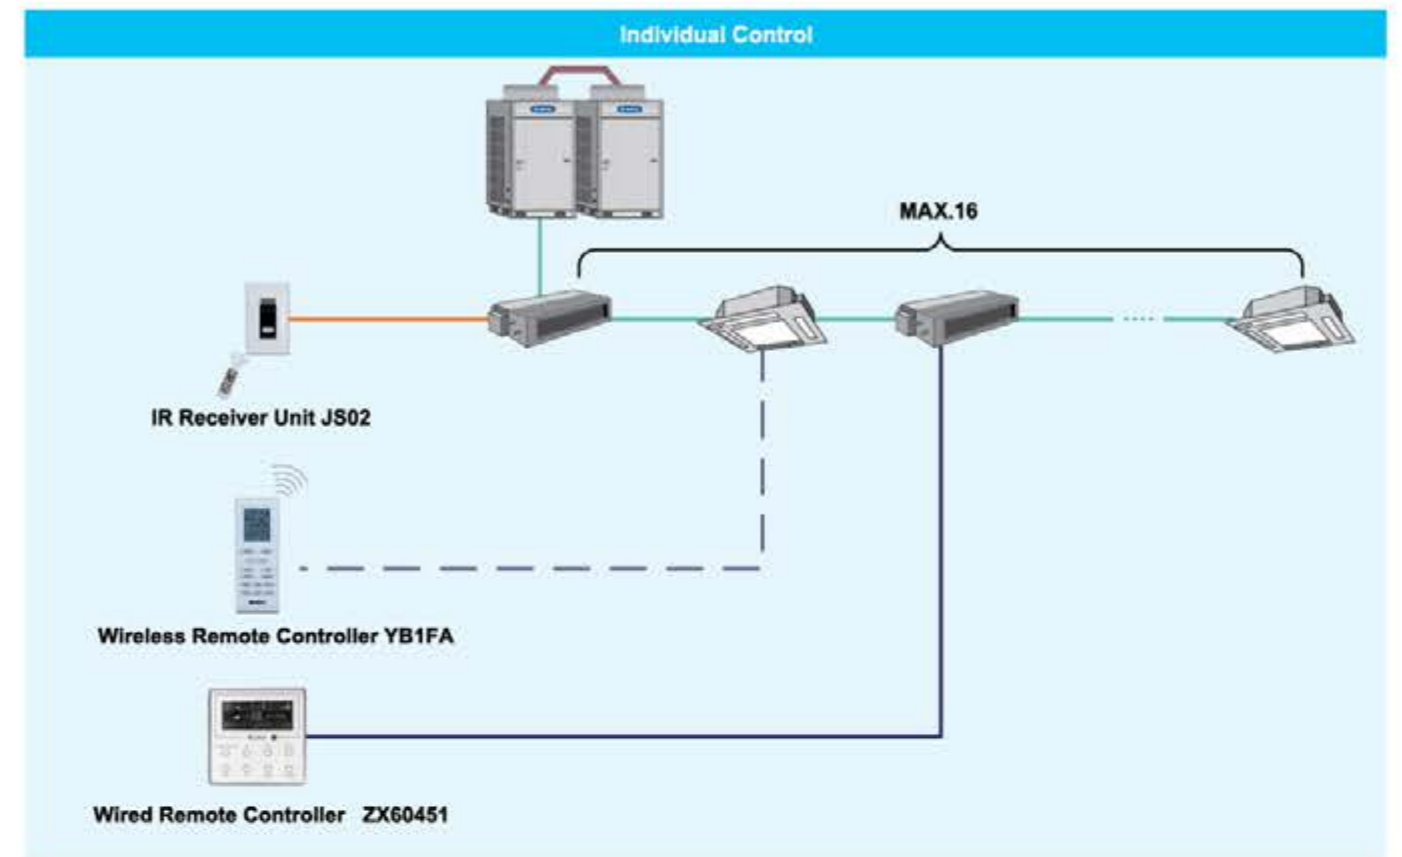 Individual Control
MAX.16
IR Receiver Unit JS02
Wireless Remote Controller YB1FA
Wired Remote Controller ZX60451